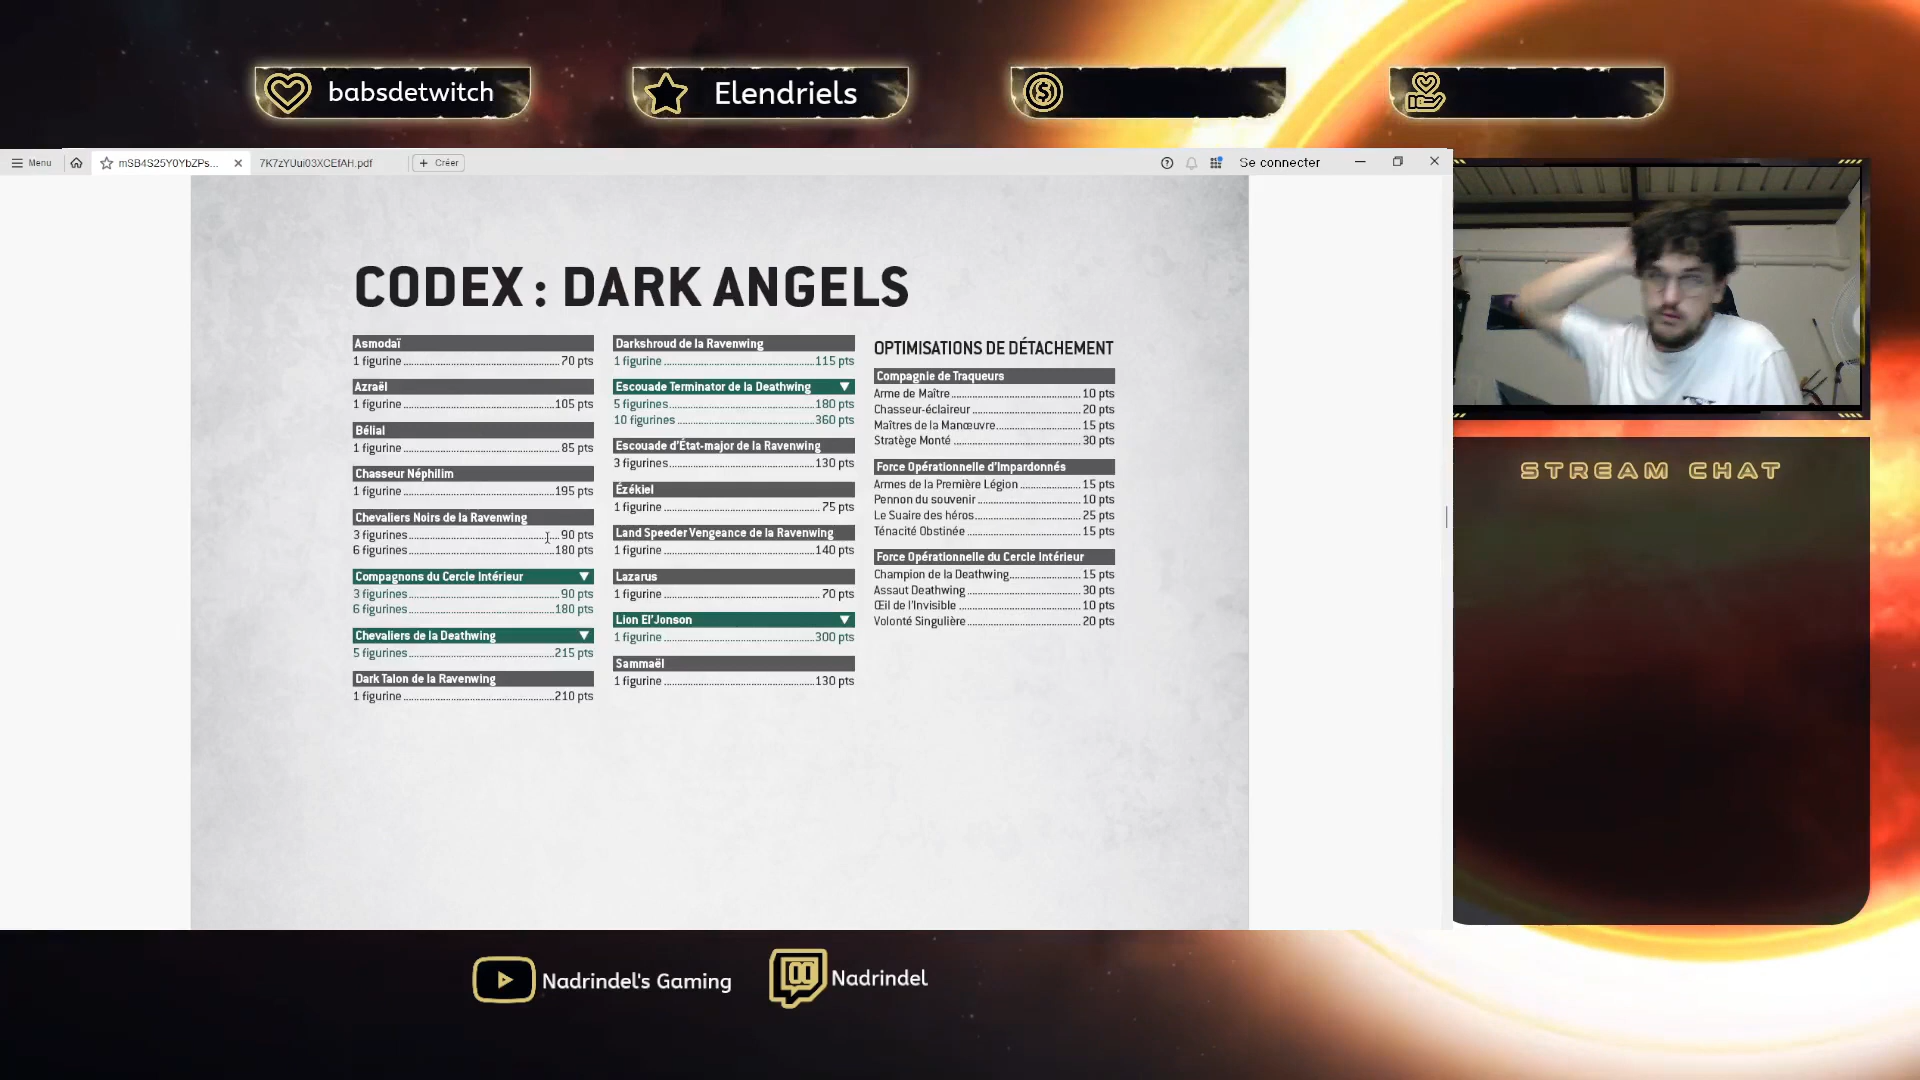 babsdetwitch
Elendriels
Menu
mSB4S25Y0YbZPs...
7K7zYUui03XCEfAH.pdf
+ Créer
Se connecter
CODEX : DARK ANGELS
Asmodaï
1 figurine 70 pts
Azraël
1 figurine 105 pts
Bélial
1 figurine 85 pts
Chasseur Néphilim
1 figurine 195 pts
Chevaliers Noirs de la Ravenwing
3 figurines 90 pts
6 figurines 180 pts
Compagnons du Cercle Intérieur ▼
3 figurines 90 pts
6 figurines 180 pts
Chevaliers de la Deathwing ▼
5 figurines 215 pts
Dark Talon de la Ravenwing
1 figurine 210 pts
Darkshroud de la Ravenwing
1 figurine 115 pts
Escouade Terminator de la Deathwing ▼
5 figurines 180 pts
10 figurines 360 pts
Escouade d'État-major de la Ravenwing
3 figurines 130 pts
Ézékiel
1 figurine 75 pts
Land Speeder Vengeance de la Ravenwing
1 figurine 140 pts
Lazarus
1 figurine 70 pts
Lion El'Jonson ▼
1 figurine 300 pts
Sammaël
1 figurine 130 pts
OPTIMISATIONS DE DÉTACHEMENT
Compagnie de Traqueurs
Arme de Maître 10 pts
Chasseur-éclaireur 20 pts
Maîtres de la Manœuvre 15 pts
Stratège Monté 30 pts
Force Opérationnelle d'Impardonnés
Armes de la Première Légion 15 pts
Pennon du souvenir 10 pts
Le Suaire des héros 25 pts
Ténacité Obstinée 15 pts
Force Opérationnelle du Cercle Intérieur
Champion de la Deathwing 15 pts
Assaut Deathwing 30 pts
Œil de l'Invisible 10 pts
Volonté Singulière 20 pts
STREAM CHAT
Nadrindel's Gaming
Nadrindel